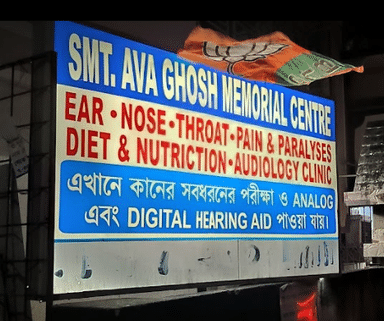 SMT. AVA GHOSH MEMORIAL CENTRE
EAR • NOSE • THROAT • PAIN & PARALYSES
DIET & NUTRITION • AUDIOLOGY CLINIC
এখানে কানের সবধরনের পরীক্ষা ও ANALOG
এবং DIGITAL HEARING AID পাওয়া যায়।